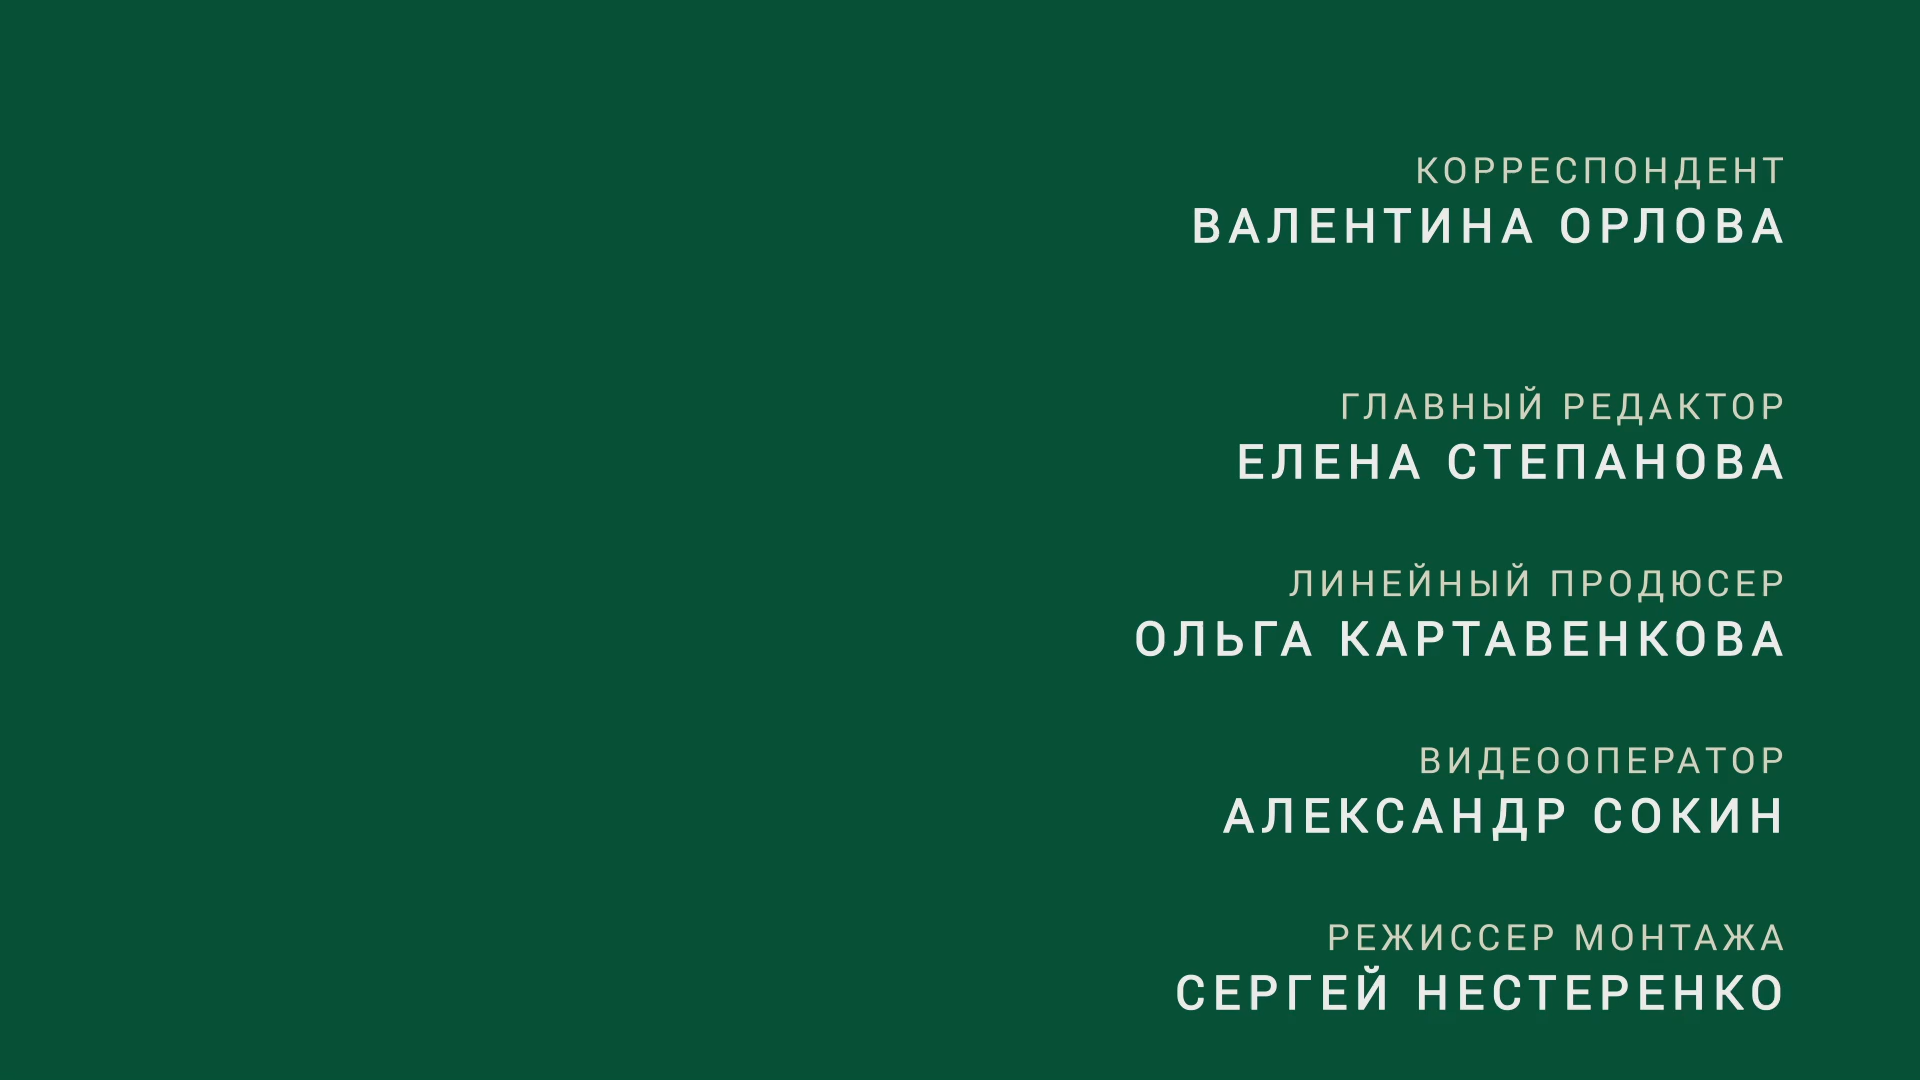 КОРРЕСПОНДЕНТ
ВАЛЕНТИНА ОРЛОВА
ГЛАВНЫЙ РЕДАКТОР
ЕЛЕНА СТЕПАНОВА
ЛИНЕЙНЫЙ ПРОДЮСЕР
ОЛЬГА КАРТАВЕНКОВА
ВИДЕООПЕРАТОР
АЛЕКСАНДР СОКИН
РЕЖИССЕР МОНТАЖА
СЕРГЕЙ НЕСТЕРЕНКО